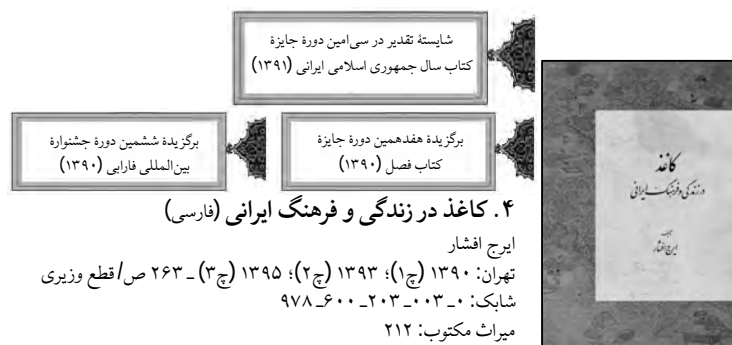 شایستهٔ تقدیر در سی‌امین دورهٔ جایزهٔ
کتاب سال جمهوری اسلامی ایرانی (۱۳۹۱)
برگزیدهٔ هفدهمین دورهٔ جایزهٔ
کتاب فصل (۱۳۹۰)
برگزیدهٔ ششمین دورهٔ جشنوارهٔ
بین‌المللی فارابی (۱۳۹۰)
۴. کاغذ در زندگی و فرهنگ ایرانی (فارسی)
ایرج افشار
تهران: ۱۳۹۰ (چ۱)؛ ۱۳۹۳ (چ۲)؛ ۱۳۹۵ (چ۳) ـ ۲۶۳ ص/ قطع وزیری
شابک: ۰ـ ۰۰۳ـ ۲۰۳ـ ۶۰۰ـ ۹۷۸
میراث مکتوب: ۲۱۲
کاغذ
در زندگی و فرهنگ ایرانی
ایرج افشار